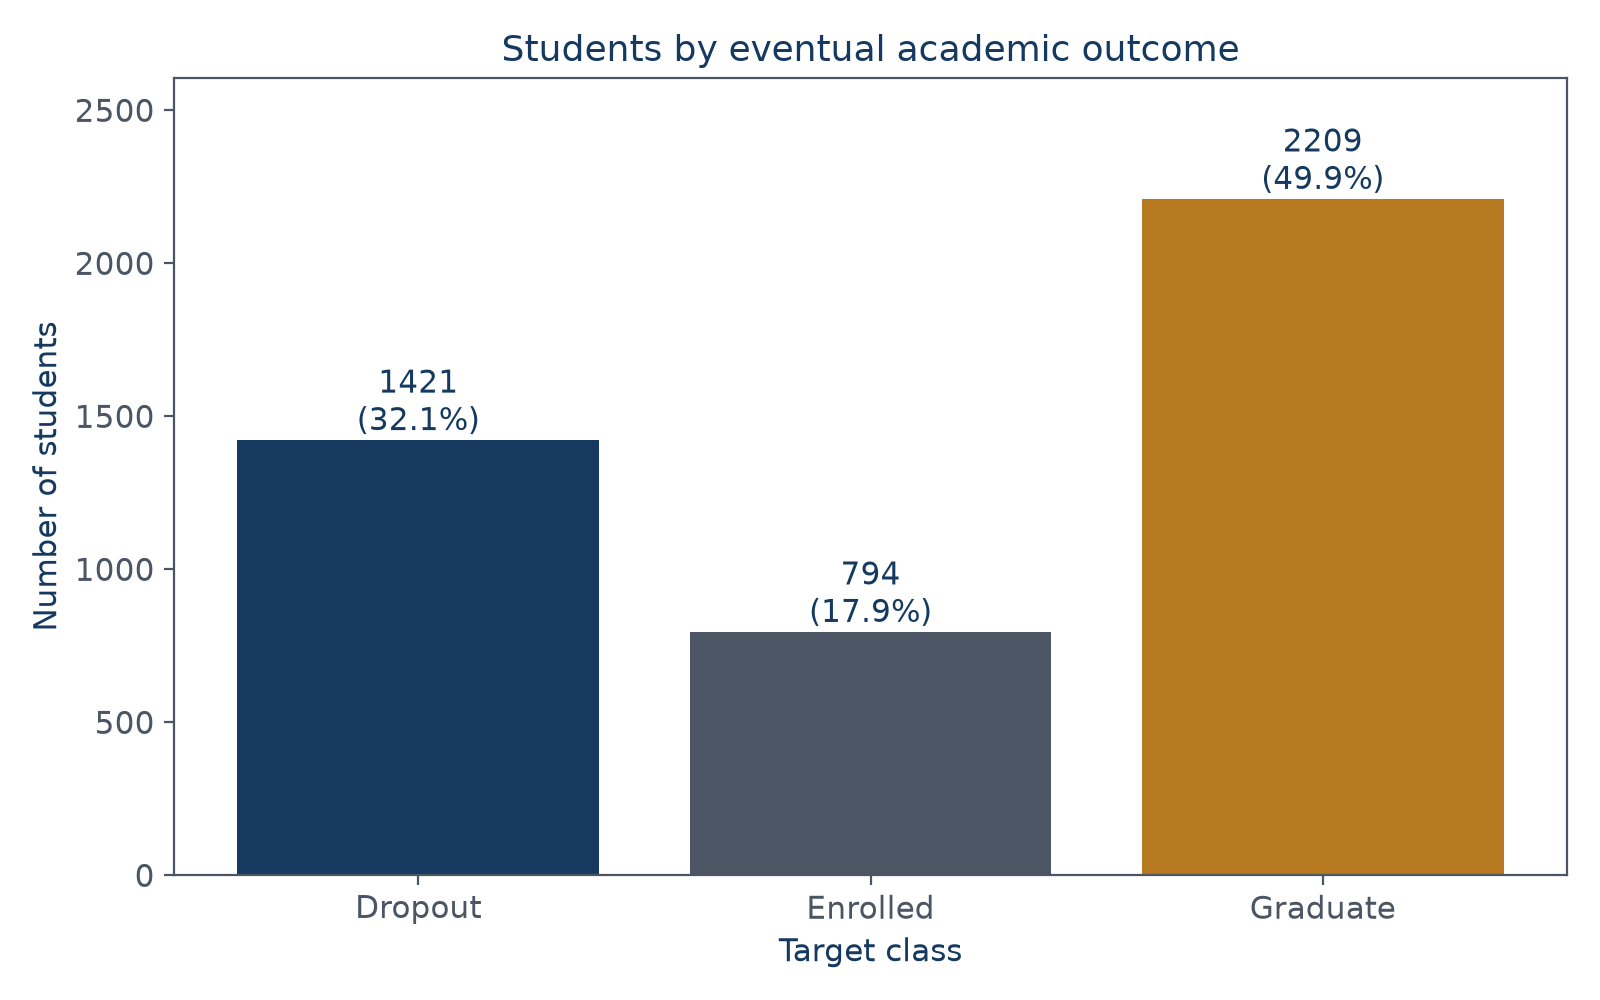 Students by eventual academic outcome
Number of students
2500
2000
1500
1000
500
0
1421
(32.1%)
794
(17.9%)
2209
(49.9%)
Dropout
Enrolled
Graduate
Target class